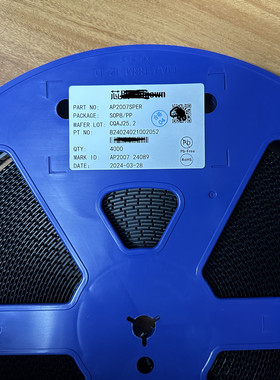 芯
PART NO: AP2007SPER
PACKAGE: SOP8/PP
WAFER LOT: CQAJ25.2
PT NO: B24024021002052
QTY: 4000
MARK ID: AP2007 24089
DATE: 2024-03-28
Pb-Free
RoHS